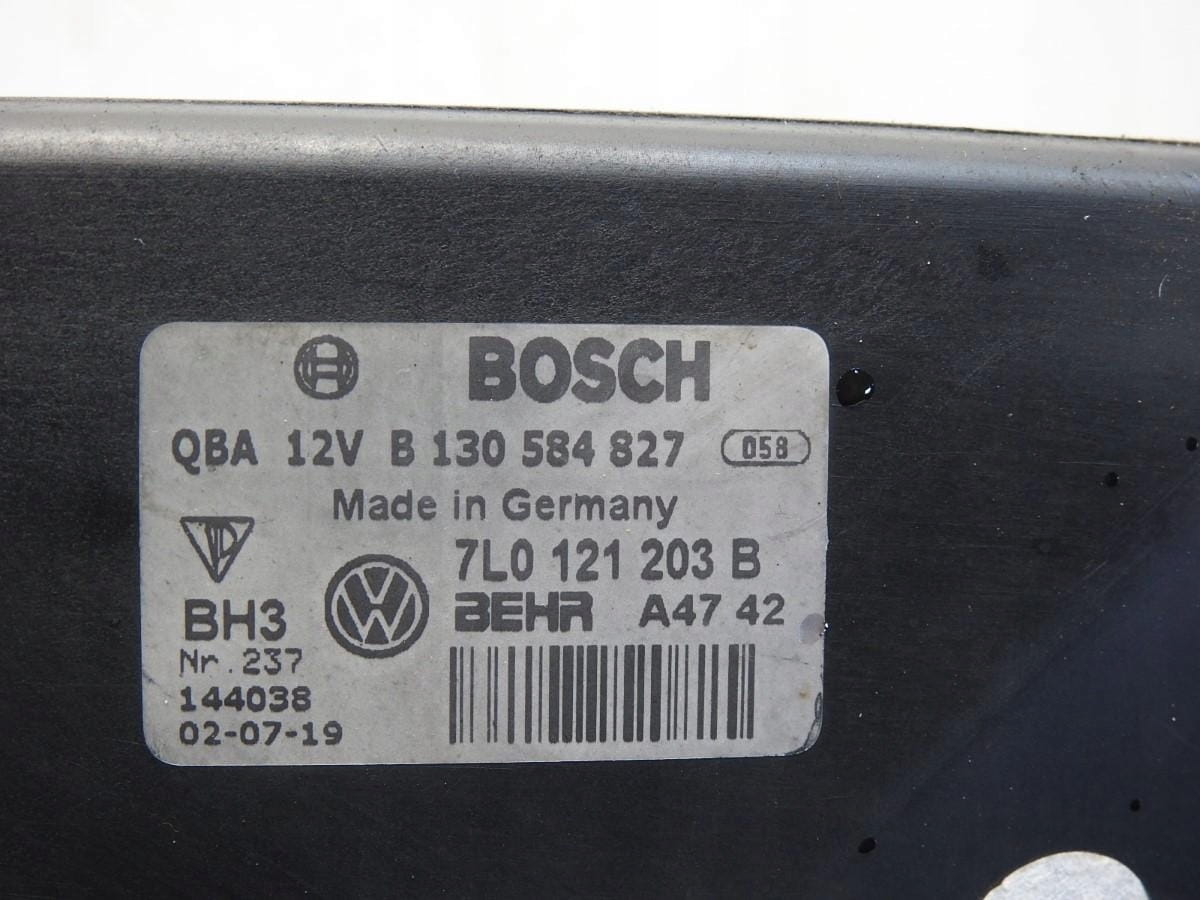 BOSCH
QBA 12V B 130 584 827 058
Made in Germany
7L0 121 203 B
BEHR A47 42
BH3
Nr.237
144038
02-07-19